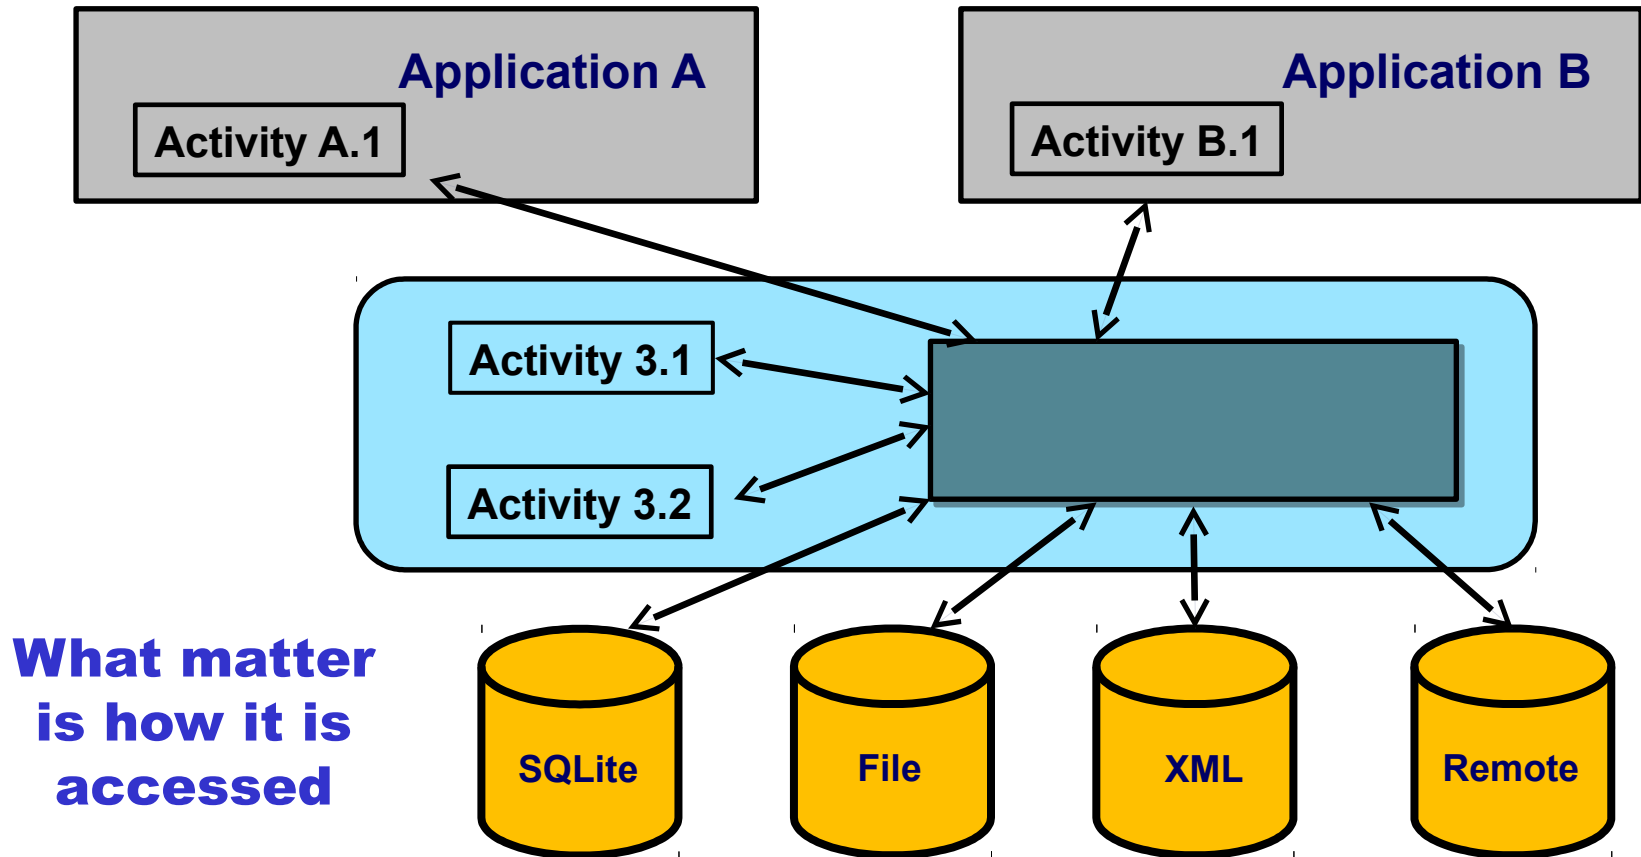 Application A
Application B
Activity A.1
Activity B.1
Activity 3.1
Activity 3.2
What matter
is how it is
accessed
SQLite
File
XML
Remote